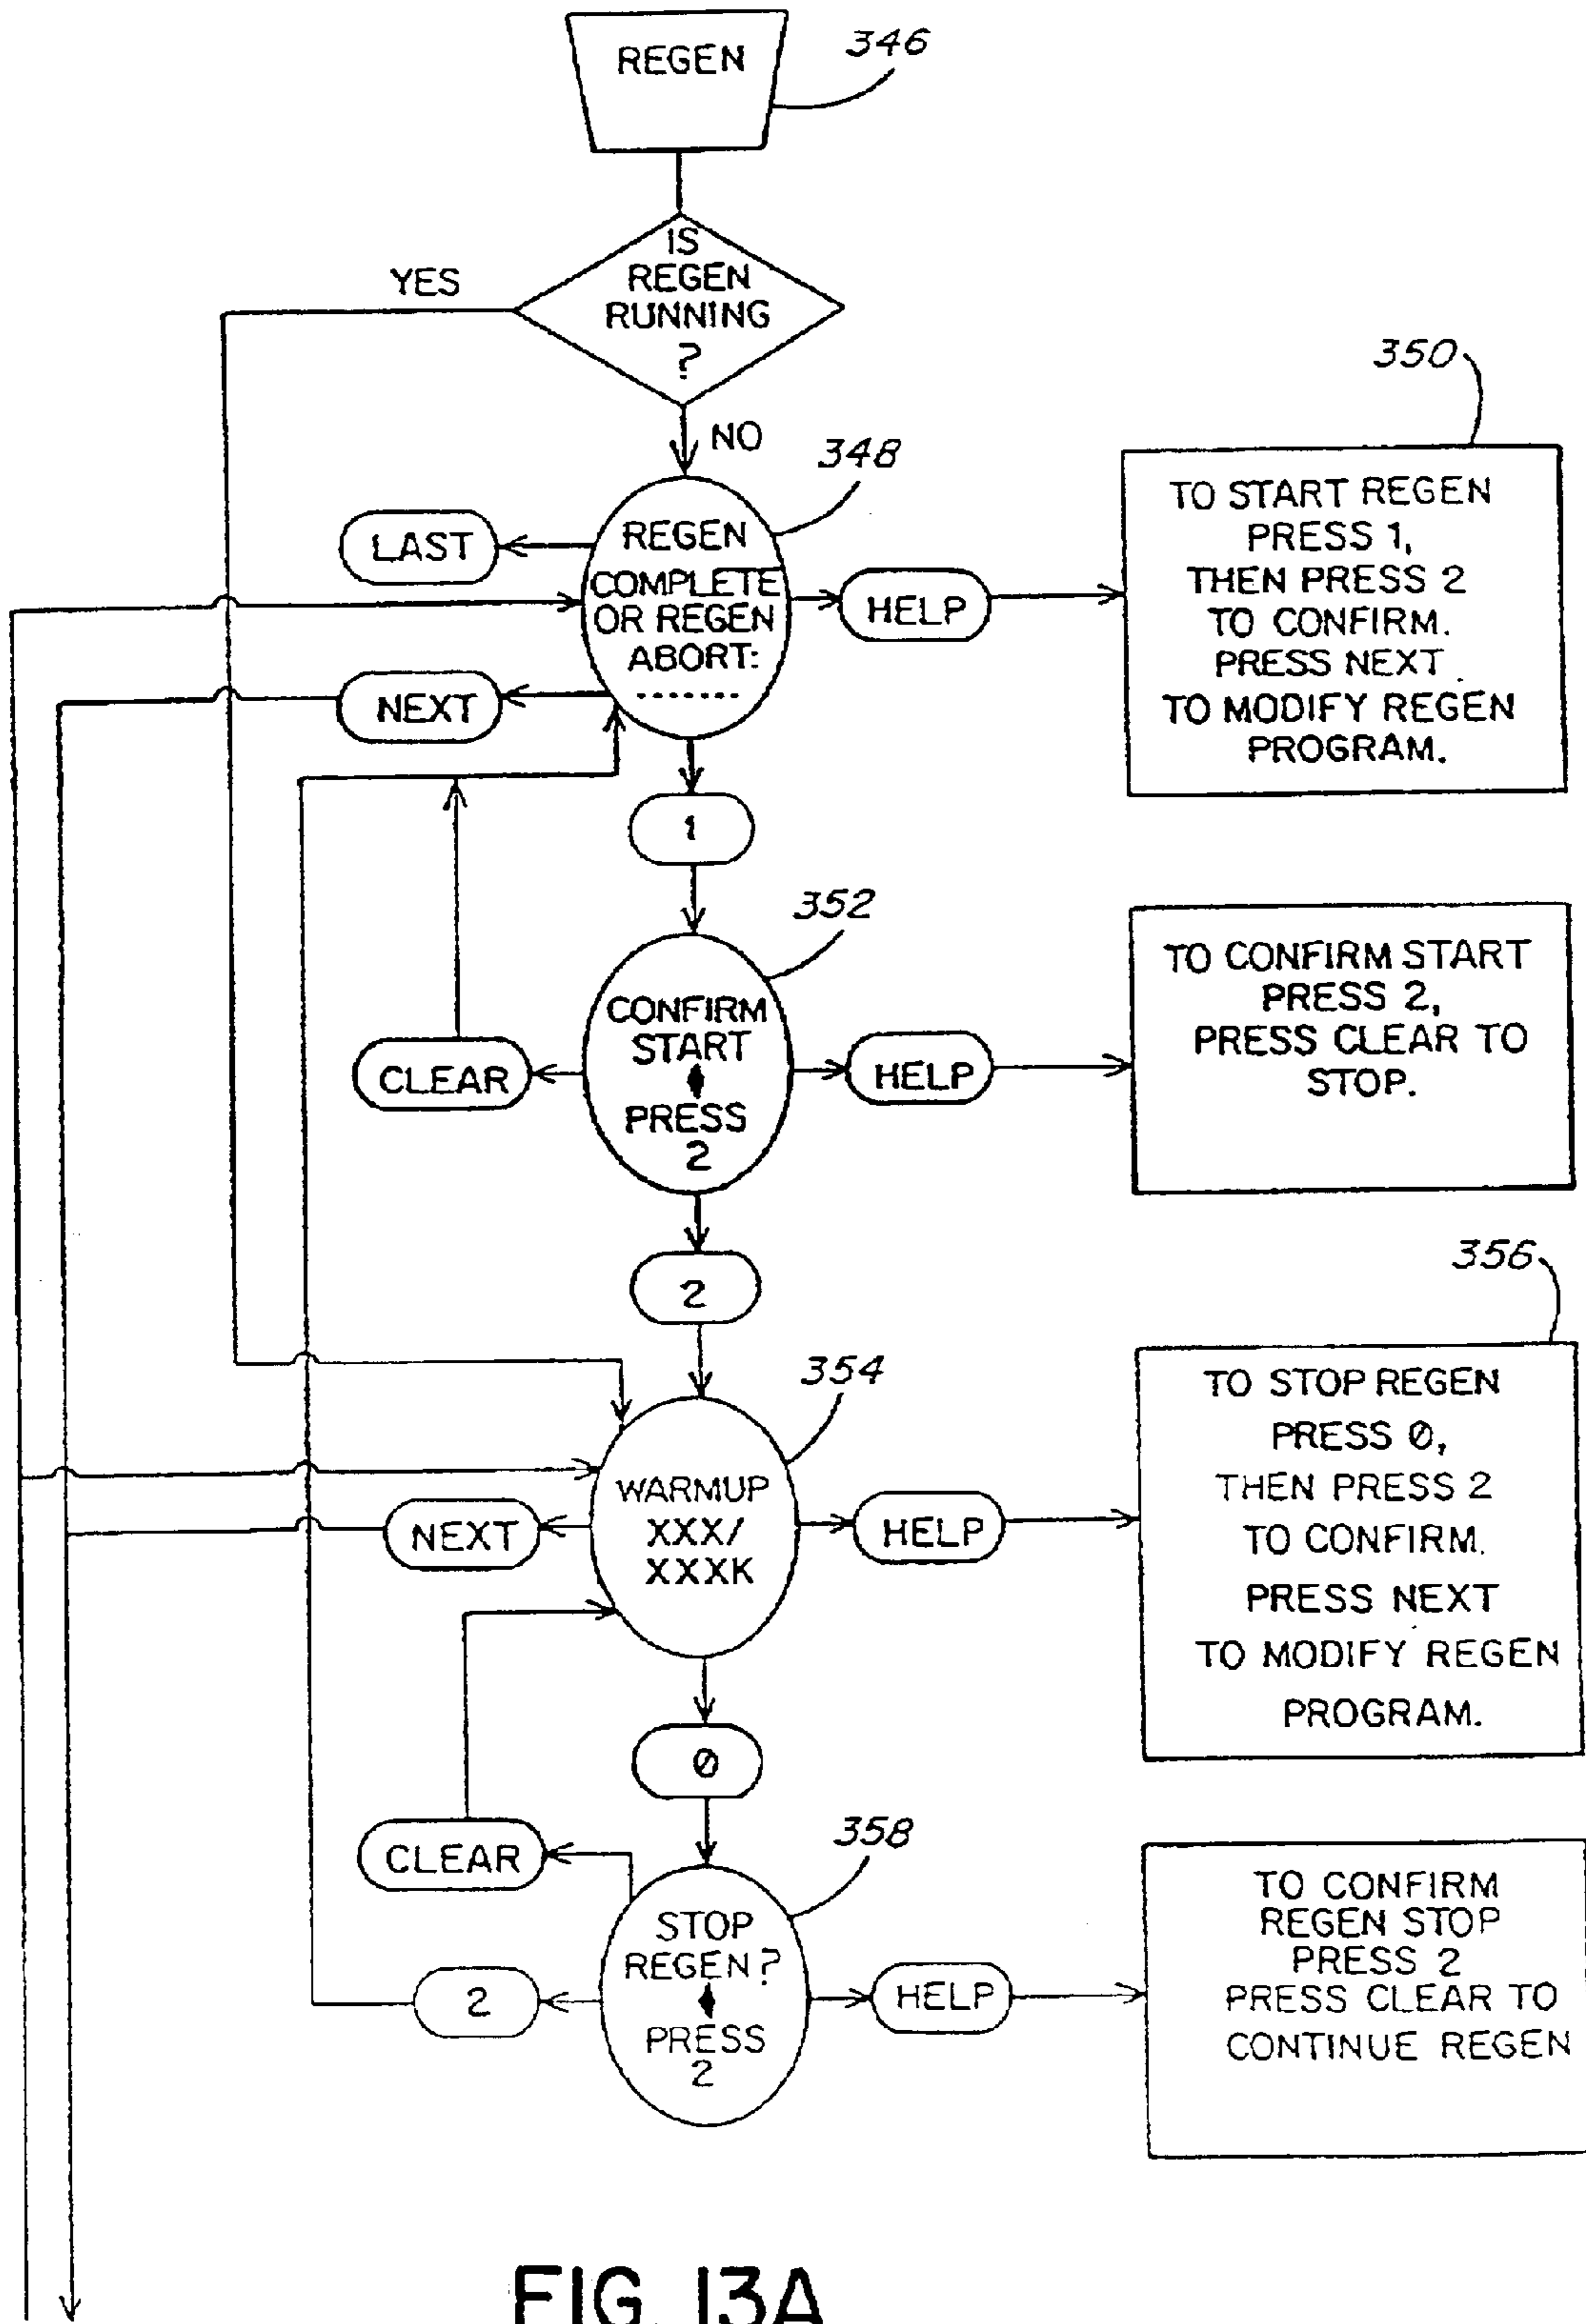 REGEN
346
IS
REGEN
RUNNING
?
YES
NO
348
350
REGEN
COMPLETE
OR REGEN
ABORT:
.......
LAST
NEXT
HELP
TO START REGEN
PRESS 1,
THEN PRESS 2
TO CONFIRM.
PRESS NEXT
TO MODIFY REGEN
PROGRAM.
1
352
CONFIRM
START
PRESS
2
CLEAR
HELP
TO CONFIRM START
PRESS 2,
PRESS CLEAR TO
STOP.
2
354
356
WARMUP
XXX/
XXXK
NEXT
HELP
TO STOP REGEN
PRESS 0,
THEN PRESS 2
TO CONFIRM.
PRESS NEXT
TO MODIFY REGEN
PROGRAM.
0
358
CLEAR
STOP
REGEN?
PRESS
2
2
HELP
TO CONFIRM
REGEN STOP
PRESS 2
PRESS CLEAR TO
CONTINUE REGEN
FIG. 13A